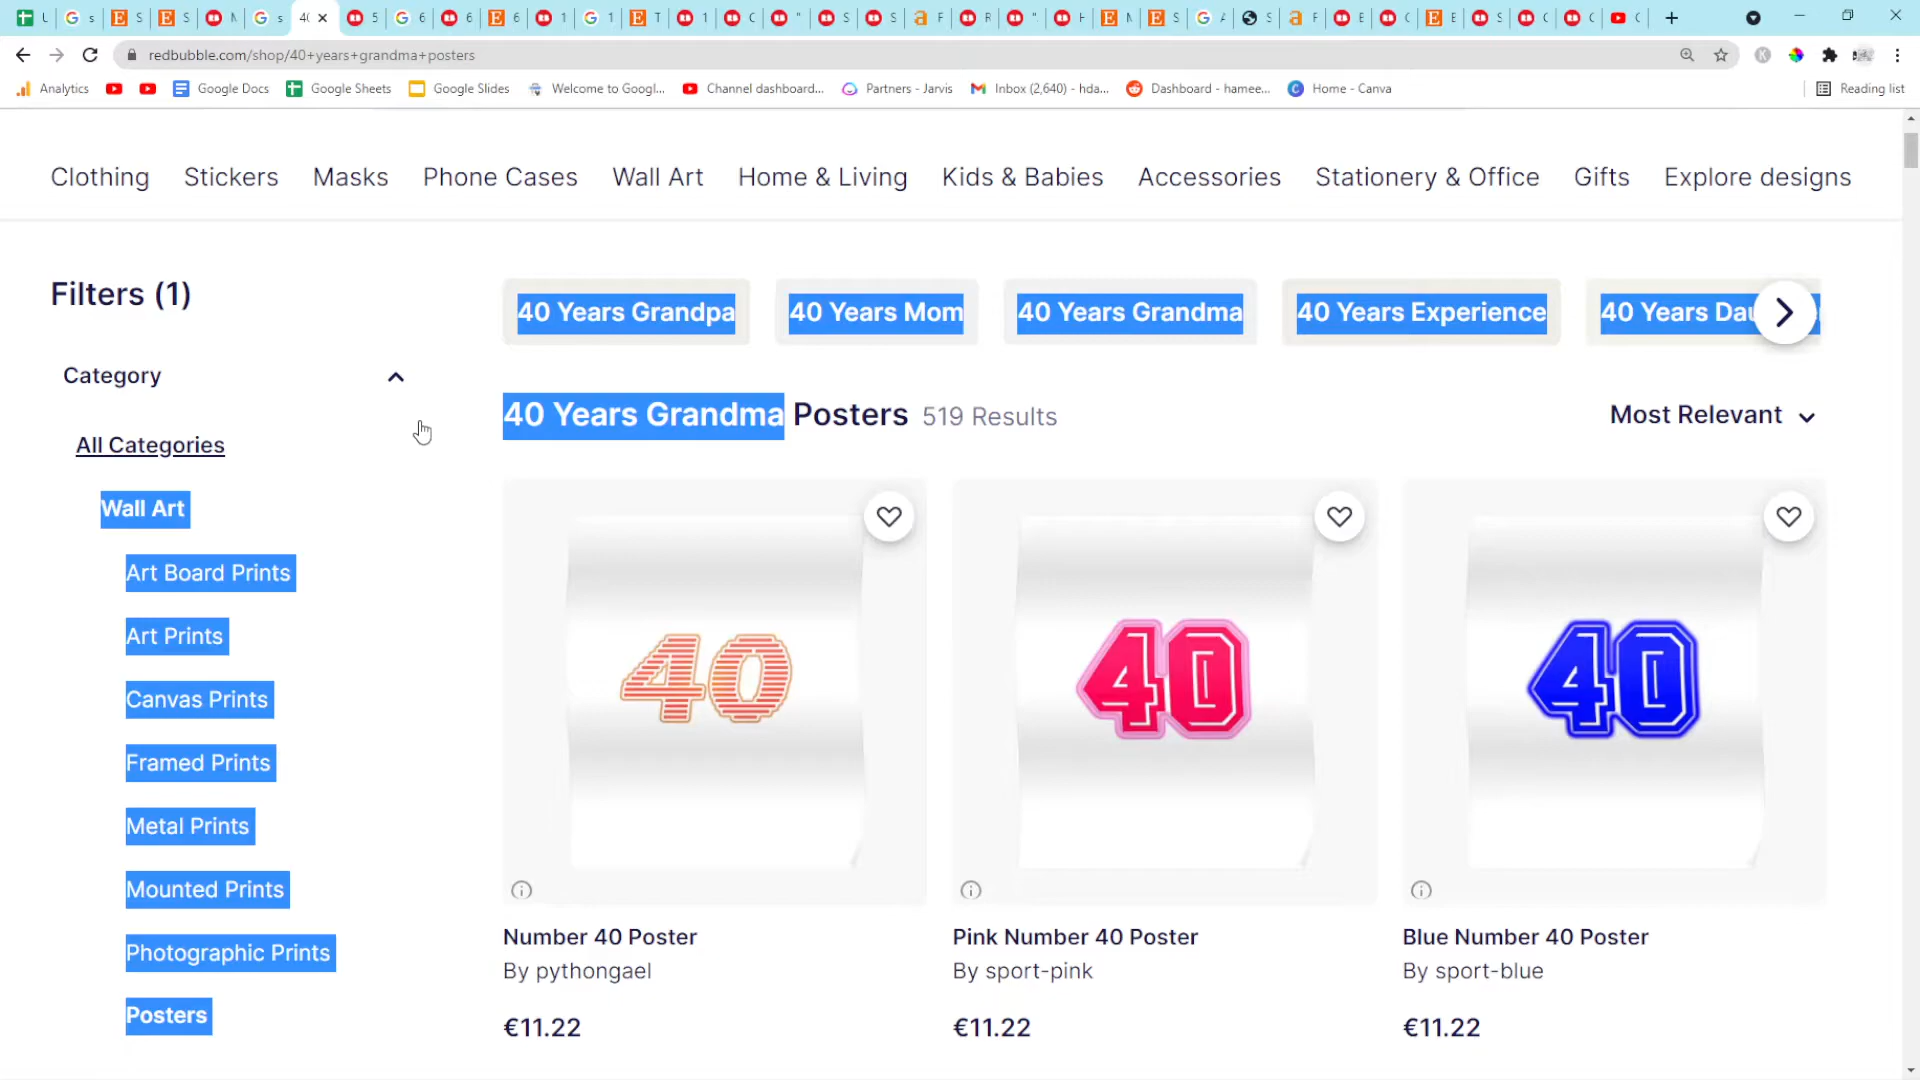 redbubble.com/shop/40+years+grandma+posters
Analytics Google Docs Google Sheets Google Slides Welcome to Googl... Channel dashboard... Partners - Jarvis Inbox (2,640) - hda... Dashboard - hamee... Home - Canva Reading list
Clothing Stickers Masks Phone Cases Wall Art Home & Living Kids & Babies Accessories Stationery & Office Gifts Explore designs
Filters (1)
40 Years Grandpa 40 Years Mom 40 Years Grandma 40 Years Experience 40 Years
Category
All Categories
40 Years Grandma Posters 519 Results
Most Relevant
Wall Art
Art Board Prints
Art Prints
Canvas Prints
Framed Prints
Metal Prints
Mounted Prints
Photographic Prints
Posters
40
40
40
Number 40 Poster
By pythongael
€11.22
Pink Number 40 Poster
By sport-pink
€11.22
Blue Number 40 Poster
By sport-blue
€11.22